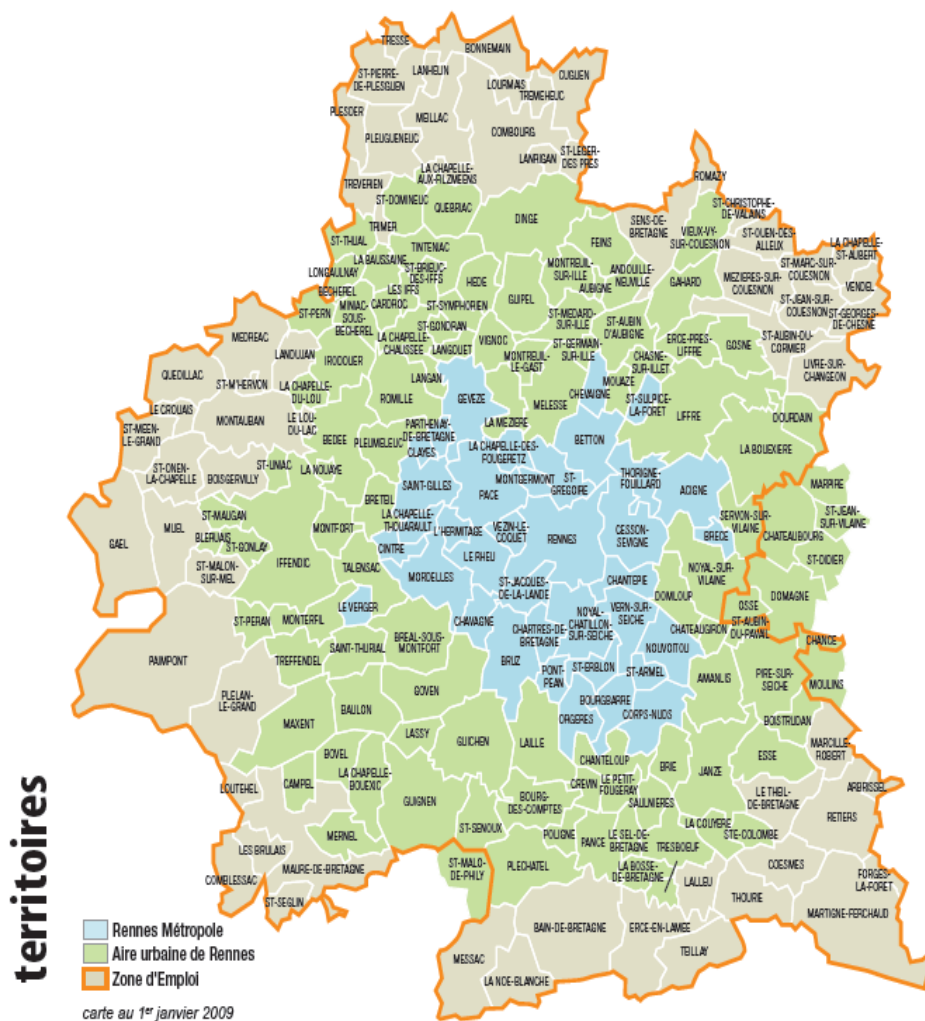 TRESSE
BONNEMAIN
ST-PIERRE-
DE-PLESGUEN
LANHELIN
CUGUEN
LOURMAIS
TREMEHEUC
PLESDER
MEILLAC
PLEUGUENEUC
COMBOURG
LANRIGAN
ST-LEGER-
DES PRES
LA CHAPELLE-
AUX-FILZMEENS
TREVERIEN
ST-DOMINEUC
QUEBRIAC
ROMAZY
ST-CHRISTOPHE-
DE-VALAINS
DINGE
SENS-DE-
BRETAGNE
TRIMER
VIEUX-VY-
SUR-COUESNON
ST-OUEN-DES-
ALLEUX
ST-THUAL
TINTENIAC
FEINS
LA CHAPELLE-
ST-AUBERT
LA BAUSSAINE
ST-BRIEUC-
DES-IFFS
MONTREUIL-
SUR-ILLE
ANDOUILLE-
NEUVILLE
ST-MARC-SUR-
COUESNON
LONGAULNAY
HEDE
AUBIGNE
GAHARD
MEZIERES-SUR-
COUESNON
VENDEL
BECHEREL
LES IFFS
GUIPEL
MINIAC-
SOUS-
BECHEREL
CARDROC
ST-SYMPHORIEN
ST-JEAN-SUR-
COUESNON
ST-PERN
ST-MEDARD-
SUR-ILLE
ST-GEORGES-
DE-CHESNE
ST-GONDRAN
ST-AUBIN
D'AUBIGNE
MEDREAC
LA CHAPELLE-
CHAUSSEE
LANGOUET
VIGNOC
ST-GERMAIN-
SUR-ILLE
ERCE-PRES-
LIFFRE
GOSNE
ST-AUBIN-DU-
CORMIER
LANDUJAN
IRODOUER
MONTREUIL-
LE-GAST
CHASNE-
SUR-ILLET
LIVRE-SUR-
CHANGEON
QUEDILLAC
ST-M'HERVON
LANGAN
MOUAZE
LA CHAPELLE-
DU-LOU
ROMILLE
GEVEZE
MELESSE
CHEVAIGNE
ST-SULPICE-
LA-FORET
LE CROUAIS
MONTAUBAN
LE LOU-
DU-LAC
LIFFRE
DOURDAIN
ST-MEEN-
LE-GRAND
PARTHENAY-
DE-BRETAGNE
LA MEZIERE
BEDEE
PLEUMELEUC
BETTON
LA BOUEXIERE
CLAYES
LA CHAPELLE-DES-
FOUGERETZ
ST-ONEN-
LA-CHAPELLE
ST-UNIAC
LA NOUAYE
BOISGERVILLY
SAINT-GILLES
MONTGERMONT
ST-
GREGOIRE
THORIGNE-
FOUILLARD
ACIGNE
MARPIRE
BRETEIL
PACE
ST-MAUGAN
LA CHAPELLE-
THOUARAULT
SERVON-SUR-
VILAINE
ST-JEAN-
SUR-VILAINE
MUEL
MONTFORT
L'HERMITAGE
VEZIN-LE-
COQUET
RENNES
CESSON-
SEVIGNE
BRECE
CHATEAUBOURG
BLERUAIS
GAEL
ST-GONLAY
CINTRE
LE RHEU
ST-DIDIER
ST-MALON-
SUR-MEL
IFFENDIC
TALENSAC
MORDELLES
NOYAL-SUR-
VILAINE
ST-JACQUES-
DE-LA-LANDE
CHANTEPIE
DOMLOUP
DOMAGNE
LE VERGER
OSSE
ST-PERAN
MONTERFIL
CHAVAGNE
NOYAL-
CHATILLON-
SUR-SEICHE
VERN-SUR-
SEICHE
ST-AUBIN-
DU-PAVAIL
CHARTRES-DE-
BRETAGNE
CHATEAUGIRON
CHANCE
BREAL-SOUS-
MONTFORT
SAINT-THURIAL
NOUVOITOU
PAIMPONT
TREFFENDEL
BRUZ
PONT-
PEAN
ST-ERBLON
ST-ARMEL
AMANLIS
PIRE-SUR-
SEICHE
MOULINS
GOVEN
PLELAN-
LE-GRAND
BOURGBARRE
BAULON
ORGERES
CORPS-NUDS
MAXENT
BOISTRUDAN
LASSY
GUICHEN
LAILLE
MARCILLE-
ROBERT
BOVEL
CHANTELOUP
ESSE
BRIE
JANZE
LA CHAPELLE-
BOUEXIC
CREVIN
LE PETIT-
FOUGERAY
LOUTEHEL
CAMPEL
ARBRISSEL
LE THEIL-
DE-BRETAGNE
GUIGNEN
BOURG-
DES-COMPTES
SAULNIERES
RETIERS
LA COUYERE
ST-SENOUX
MERNEL
POLIGNE
PANCE
LE SEL-DE-
BRETAGNE
TRESBOEUF
STE-COLOMBE
LES BRULAIS
ST-MALO-
DE-PHILY
PLECHATEL
LA BOSSE-
DE-BRETAGNE
COESMES
MAURE-DE-BRETAGNE
LALLEU
FORGES-
LA-FORET
COMBLESSAC
THOURIE
ST-SEGLIN
MARTIGNE-FERCHAUD
BAIN-DE-BRETAGNE
ERCE-EN-LAMEE
TEILLAY
MESSAC
LA NOE-BLANCHE
territoires
Rennes Métropole
Aire urbaine de Rennes
Zone d'Emploi
carte au 1er janvier 2009